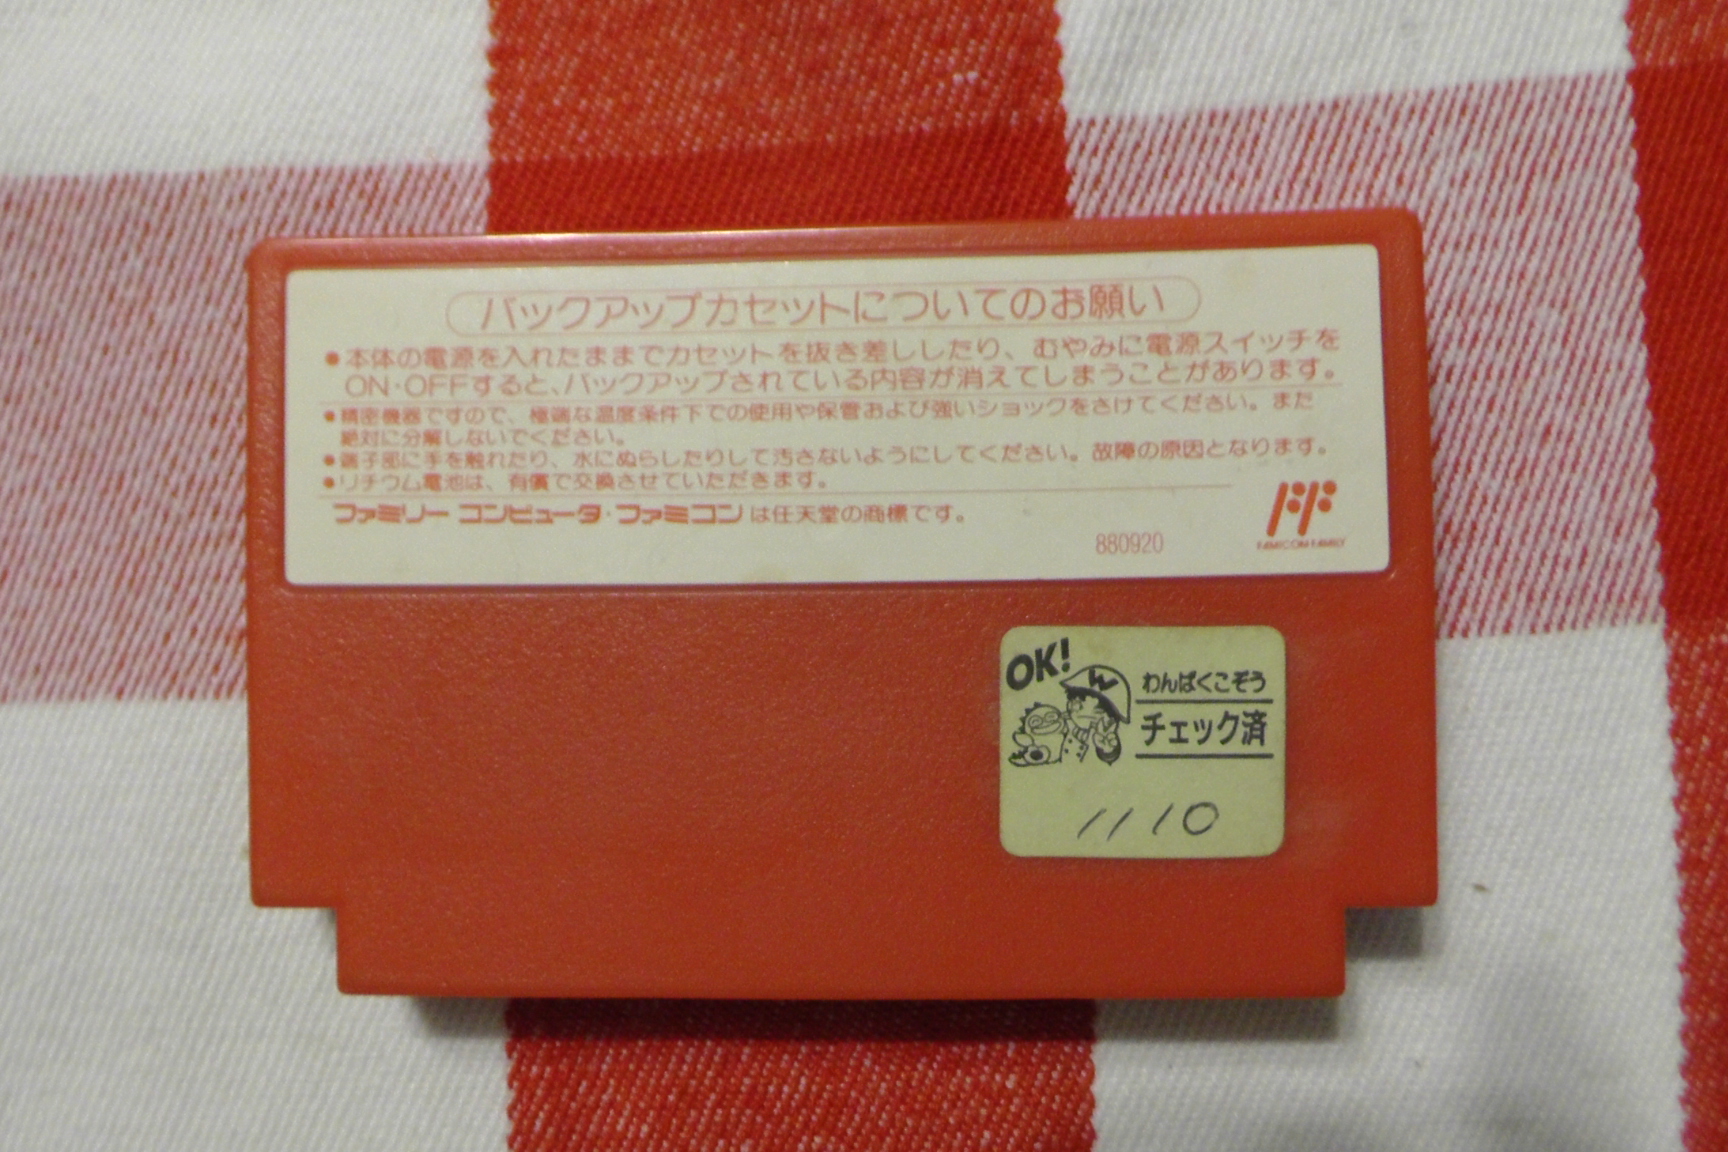 バックアップカセットについてのお願い
●本体の電源を入れたままでカセットを抜き差ししたり、むやみに電源スイッチを
ON・OFFすると、バックアップされている内容が消えてしまうことがあります。
●精密機器ですので、極端な温度条件下での使用や保管および強いショックをさけてください。また
絶対に分解しないでください。
●端子部に手を触れたり、水にぬらしたりして汚さないようにしてください。故障の原因となります。
●リチウム電池は、有償で交換させていただきます。
ファミリーコンピュータ・ファミコンは任天堂の商標です。
880920
FAMICOM FAMILY
OK!
W
わんぱくこぞう
チェック済
1110